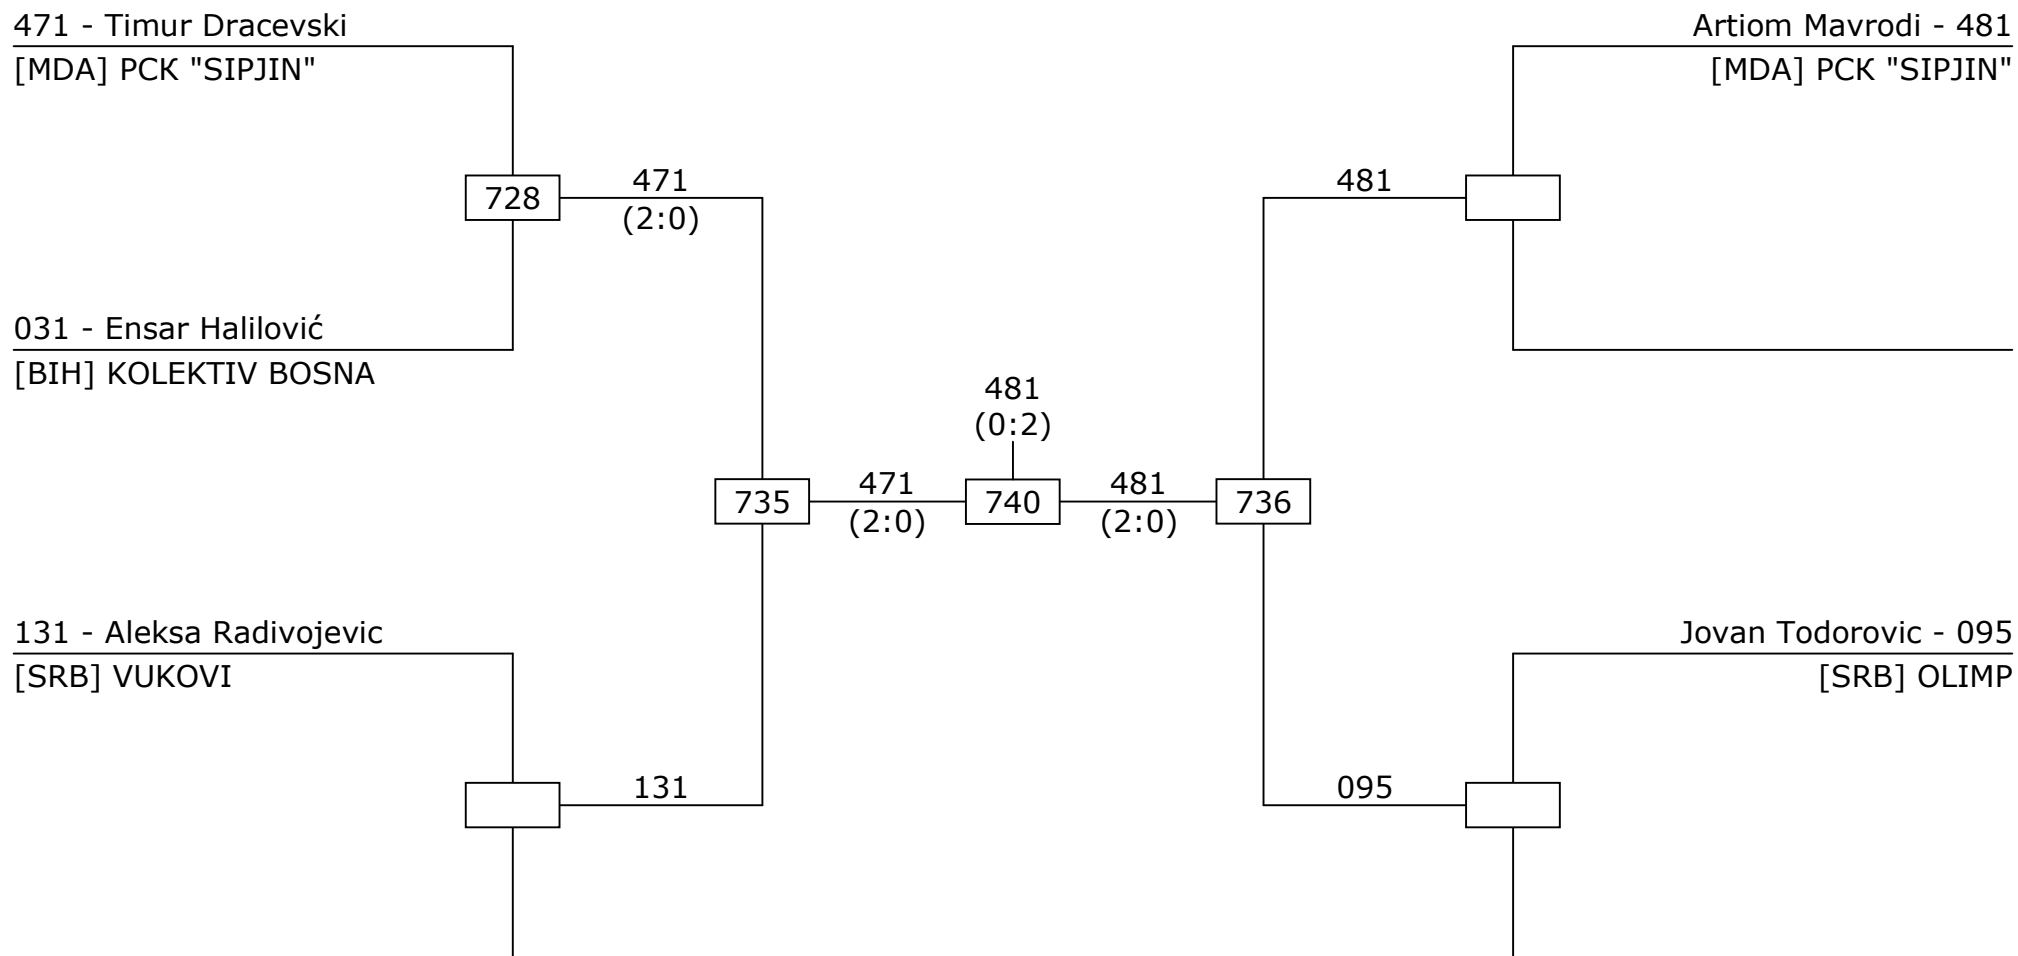 471 - Timur Dracevski
[MDA] РСК "SIPJIN"
Artiom Mavrodi - 481
[MDA] РСК "SIPJIN"
728
471
(2:0)
481
031 - Ensar Halilović
[BIH] KOLEKTIV BOSNA
481
(0:2)
735
471
(2:0)
740
481
(2:0)
736
131 - Aleksa Radivojevic
[SRB] VUKOVI
Jovan Todorovic - 095
[SRB] OLIMP
131
095